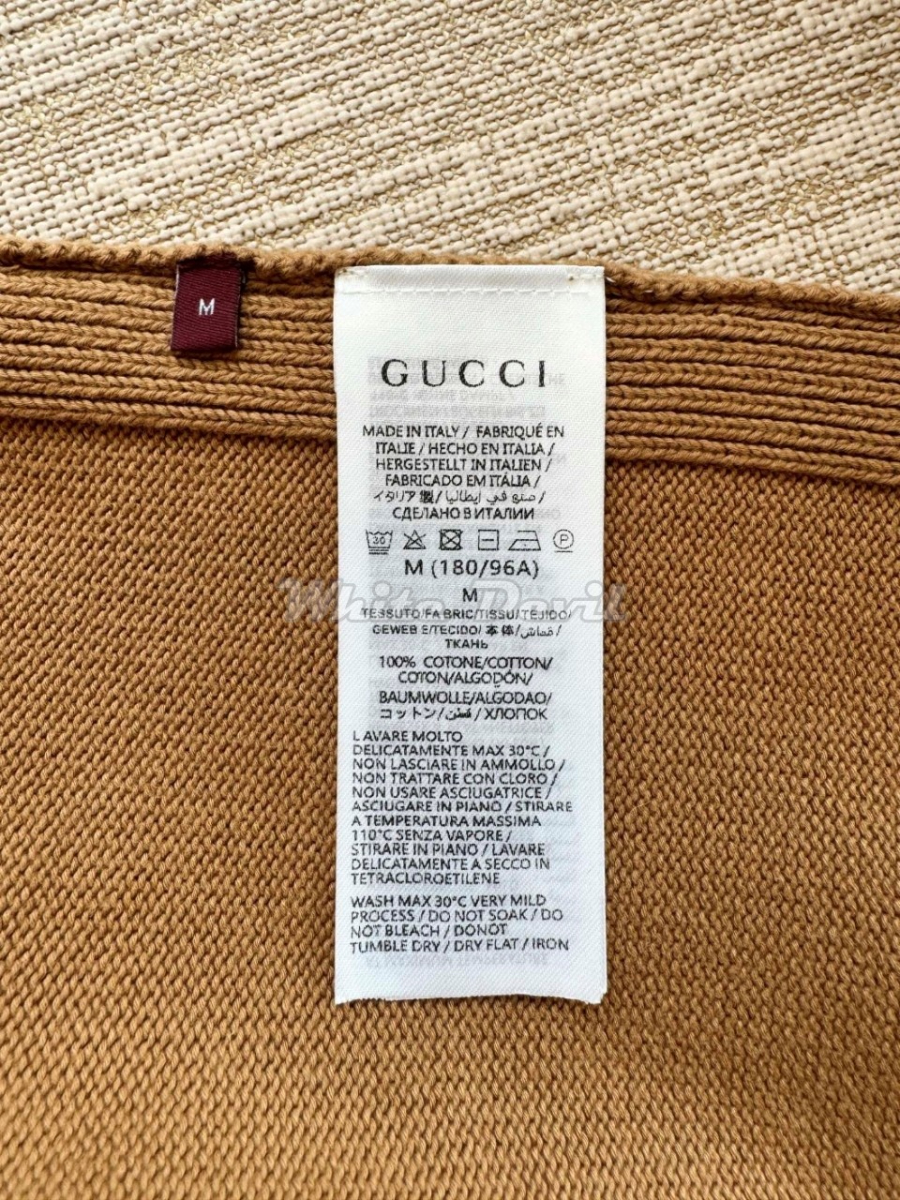 M
GUCCI
MADE IN ITALY / FABRIQUÉ EN
ITALIE / HECHO EN ITALIA /
HERGESTELLT IN ITALIEN /
FABRICADO EM ITÁLIA /
イタリア製 / صنع في ايطاليا /
СДЕЛАНО В ИТАЛИИ
30 P
M (180/96A)
White Devil
M
TESSUTO/FABRIC/TISSU/TEJIDO/
GEWEBE/TECIDO/本体/قماش/
ТКАНЬ
100% COTONE/COTTON/
COTON/ALGODÓN/
BAUMWOLLE/ALGODAO/
コットン/قطن/ХЛОПОК
LAVARE MOLTO
DELICATAMENTE MAX 30°C /
NON LASCIARE IN AMMOLLO /
NON TRATTARE CON CLORO /
NON USARE ASCIUGATRICE /
ASCIUGARE IN PIANO / STIRARE
A TEMPERATURA MASSIMA
110°C SENZA VAPORE /
STIRARE IN PIANO / LAVARE
DELICATAMENTE A SECCO IN
TETRACLOROETILENE
WASH MAX 30°C VERY MILD
PROCESS / DO NOT SOAK / DO
NOT BLEACH / DONOT
TUMBLE DRY / DRY FLAT / IRON